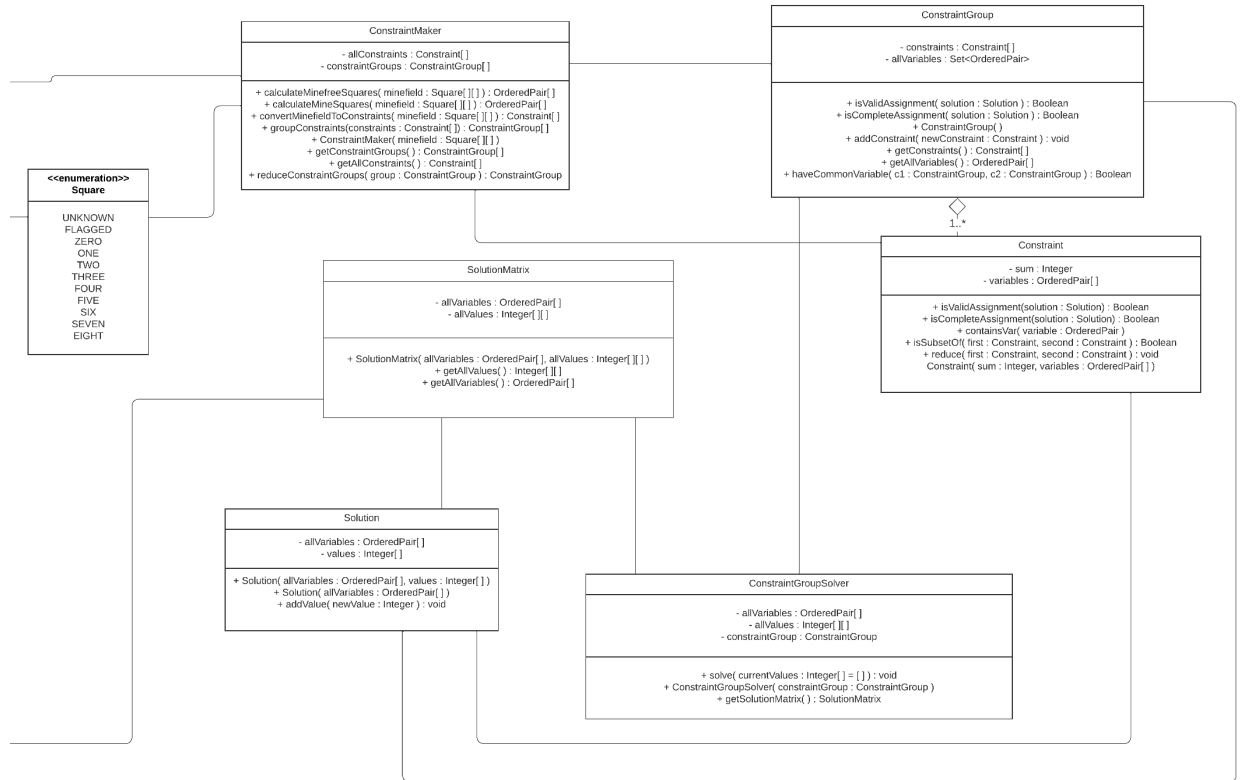 ConstraintMaker
- allConstraints : Constraint[ ]
- constraintGroups : ConstraintGroup[ ]
+ calculateMinefreeSquares( minefield : Square[ ][ ] ) : OrderedPair[ ]
+ calculateMineSquares( minefield : Square[ ][ ] ) : OrderedPair[ ]
+ convertMinefieldToConstraints( minefield : Square[ ][ ] ) : Constraint[ ]
+ groupConstraints(constraints : Constraint[ ]) : ConstraintGroup[ ]
+ ConstraintMaker( minefield : Square[ ][ ] )
+ getConstraintGroups( ) : ConstraintGroup[ ]
+ getAllConstraints( ) : Constraint[ ]
+ reduceConstraintGroups( group : ConstraintGroup ) : ConstraintGroup
ConstraintGroup
- constraints : Constraint[ ]
- allVariables : Set<OrderedPair>
+ isValidAssignment( solution : Solution ) : Boolean
+ isCompleteAssignment( solution : Solution ) : Boolean
+ ConstraintGroup( )
+ addConstraint( newConstraint : Constraint ) : void
+ getConstraints( ) : Constraint[ ]
+ getAllVariables( ) : OrderedPair[ ]
+ haveCommonVariable( c1 : ConstraintGroup, c2 : ConstraintGroup ) : Boolean
<<enumeration>>
Square
UNKNOWN
FLAGGED
ZERO
ONE
TWO
THREE
FOUR
FIVE
SIX
SEVEN
EIGHT
1..*
Constraint
- sum : Integer
- variables : OrderedPair[ ]
+ isValidAssignment(solution : Solution) : Boolean
+ isCompleteAssignment(solution : Solution) : Boolean
+ containsVar( variable : OrderedPair )
+ isSubsetOf( first : Constraint, second : Constraint ) : Boolean
+ reduce( first : Constraint, second : Constraint ) : void
Constraint( sum : Integer, variables : OrderedPair[ ] )
SolutionMatrix
- allVariables : OrderedPair[ ]
- allValues : Integer[ ][ ]
+ SolutionMatrix( allVariables : OrderedPair[ ], allValues : Integer[ ][ ] )
+ getAllValues( ) : Integer[ ][ ]
+ getAllVariables( ) : OrderedPair[ ]
Solution
- allVariables : OrderedPair[ ]
- values : Integer[ ]
+ Solution( allVariables : OrderedPair[ ], values : Integer[ ] )
+ Solution( allVariables : OrderedPair[ ] )
+ addValue( newValue : Integer ) : void
ConstraintGroupSolver
- allVariables : OrderedPair[ ]
- allValues : Integer[ ][ ]
- constraintGroup : ConstraintGroup
+ solve( currentValues : Integer[ ] = [ ] ) : void
+ ConstraintGroupSolver( constraintGroup : ConstraintGroup )
+ getSolutionMatrix( ) : SolutionMatrix